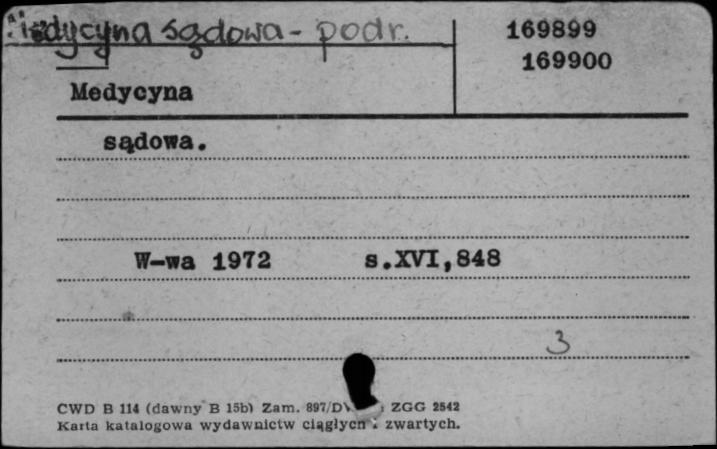 Medycyna sądowa - podr.
169899
169900
Medycyna
sądowa.
W-wa 1972 s.XVI,848
3
CWD B 114 (dawny B 15b) Zam. 897/D ZGG 2542
Karta katalogowa wydawnictw ciągłych i zwartych.